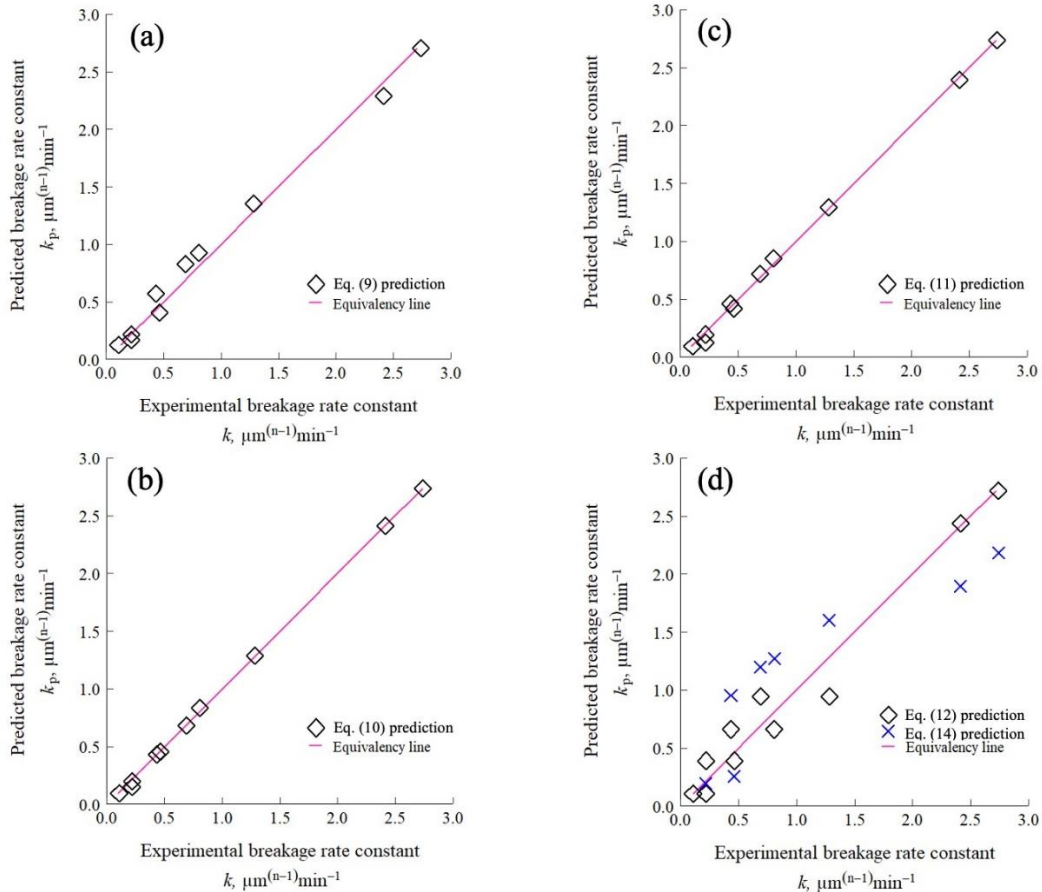 (a)
3.0
2.5
2.0
1.5
1.0
0.5
0.0
0.0 0.5 1.0 1.5 2.0 2.5 3.0
Predicted breakage rate constant
kp, μm(n−1)min−1
Eq. (9) prediction
Equivalency line
Experimental breakage rate constant
k, μm(n−1)min−1
(c)
3.0
2.5
2.0
1.5
1.0
0.5
0.0
0.0 0.5 1.0 1.5 2.0 2.5 3.0
Predicted breakage rate constant
kp, μm(n−1)min−1
Eq. (11) prediction
Equivalency line
Experimental breakage rate constant
k, μm(n−1)min−1
(b)
3.0
2.5
2.0
1.5
1.0
0.5
0.0
0.0 0.5 1.0 1.5 2.0 2.5 3.0
Predicted breakage rate constant
kp, μm(n−1)min−1
Eq. (10) prediction
Equivalency line
Experimental breakage rate constant
k, μm(n−1)min−1
(d)
3.0
2.5
2.0
1.5
1.0
0.5
0.0
0.0 0.5 1.0 1.5 2.0 2.5 3.0
Predicted breakage rate constant
kp, μm(n−1)min−1
Eq. (12) prediction
Eq. (14) prediction
Equivalency line
Experimental breakage rate constant
k, μm(n−1)min−1